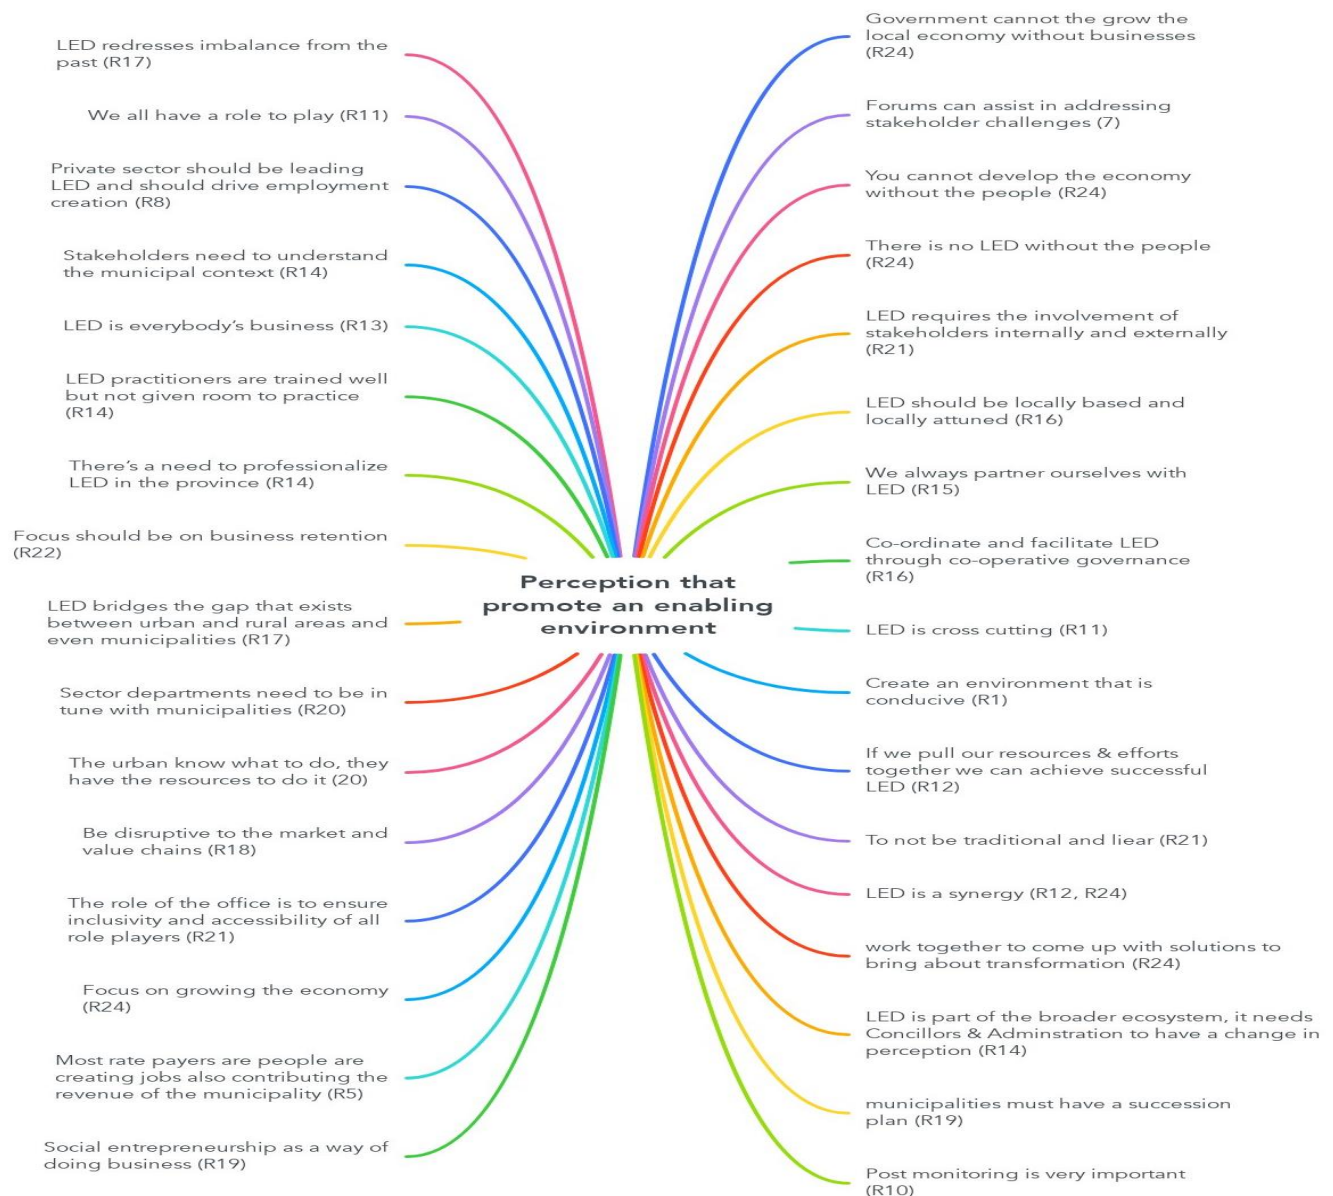 LED redresses imbalance from the
past (R17)
We all have a role to play (R11)
Private sector should be leading
LED and should drive employment
creation (R8)
Stakeholders need to understand
the municipal context (R14)
LED is everybody's business (R13)
LED practitioners are trained well
but not given room to practice
(R14)
There's a need to professionalize
LED in the province (R14)
Focus should be on business retention
(R22)
LED bridges the gap that exists
between urban and rural areas and
even municipalities (R17)
Sector departments need to be in
tune with municipalities (R20)
The urban know what to do, they
have the resources to do it (20)
Be disruptive to the market and
value chains (R18)
The role of the office is to ensure
inclusivity and accessibility of all
role players (R21)
Focus on growing the economy
(R24)
Most rate payers are people are
creating jobs also contributing the
revenue of the municipality (R5)
Social entrepreneurship as a way of
doing business (R19)
Perception that
promote an enabling
environment
Government cannot the grow the
local economy without businesses
(R24)
Forums can assist in addressing
stakeholder challenges (7)
You cannot develop the economy
without the people (R24)
There is no LED without the people
(R24)
LED requires the involvement of
stakeholders internally and externally
(R21)
LED should be locally based and
locally attuned (R16)
We always partner ourselves with
LED (R15)
Co-ordinate and facilitate LED
through co-operative governance
(R16)
LED is cross cutting (R11)
Create an environment that is
conducive (R1)
If we pull our resources & efforts
together we can achieve successful
LED (R12)
To not be traditional and liear (R21)
LED is a synergy (R12, R24)
work together to come up with solutions to
bring about transformation (R24)
LED is part of the broader ecosystem, it needs
Concillors & Adminstration to have a change in
perception (R14)
municipalities must have a succession
plan (R19)
Post monitoring is very important
(R10)